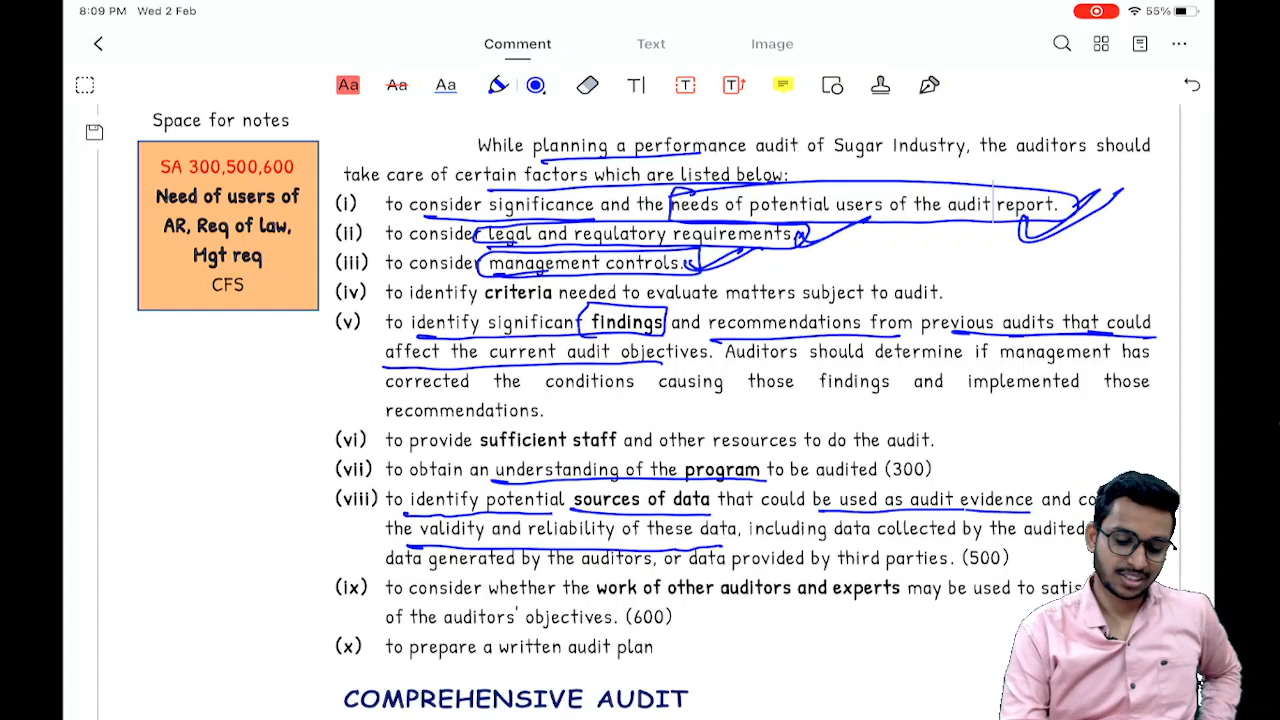 8:09 PM Wed 2 Feb
55%
Comment Text Image
Aa Aa Aa T T T
Space for notes
SA 300,500,600
Need of users of
AR, Req of law,
Mgt req
CFS
While planning a performance audit of Sugar Industry, the auditors should
take care of certain factors which are listed below:
(i) to consider significance and the needs of potential users of the audit report.
(ii) to consider legal and regulatory requirements.
(iii) to consider management controls.
(iv) to identify criteria needed to evaluate matters subject to audit.
(v) to identify significant findings and recommendations from previous audits that could
affect the current audit objectives. Auditors should determine if management has
corrected the conditions causing those findings and implemented those
recommendations.
(vi) to provide sufficient staff and other resources to do the audit.
(vii) to obtain an understanding of the program to be audited (300)
(viii) to identify potential sources of data that could be used as audit evidence and
the validity and reliability of these data, including data collected by the audited
data generated by the auditors, or data provided by third parties. (500)
(ix) to consider whether the work of other auditors and experts may be used to
of the auditors' objectives. (600)
(x) to prepare a written audit plan
COMPREHENSIVE AUDIT